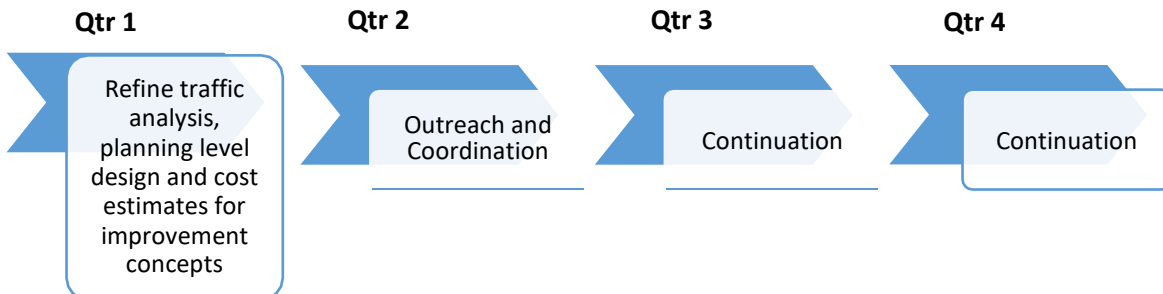 Qtr 1
Qtr 2
Qtr 3
Qtr 4
Refine traffic
analysis,
planning level
design and cost
estimates for
improvement
concepts
Outreach and
Coordination
Continuation
Continuation